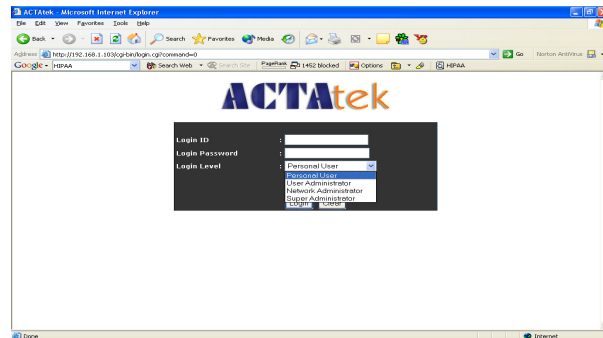 ACTAtek - Microsoft Internet Explorer
File Edit View Favorites Tools Help
Back Search Favorites Media
Address http://192.168.1.103/cgi-bin/login.cgi?command=0 Go Norton AntiVirus
Google - HIPAA Search Web Search Site PageRank 1452 blocked Options HIPAA
ACTAtek
Login ID :
Login Password :
Login Level : Personal User
Personal User
User Administrator
Network Administrator
Super Administrator
Login Clear
Done Internet